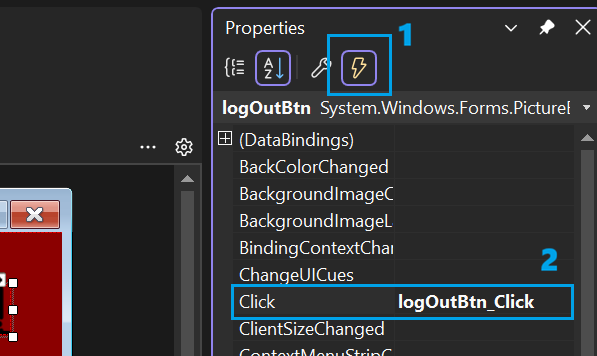 Properties
1
A
Z
logOutBtn System.Windows.Forms.PictureB
(DataBindings)
BackColorChanged
BackgroundImageC
BackgroundImageL
BindingContextChar
ChangeUICues
2
Click logOutBtn_Click
ClientSizeChanged
ContextMenuStripC